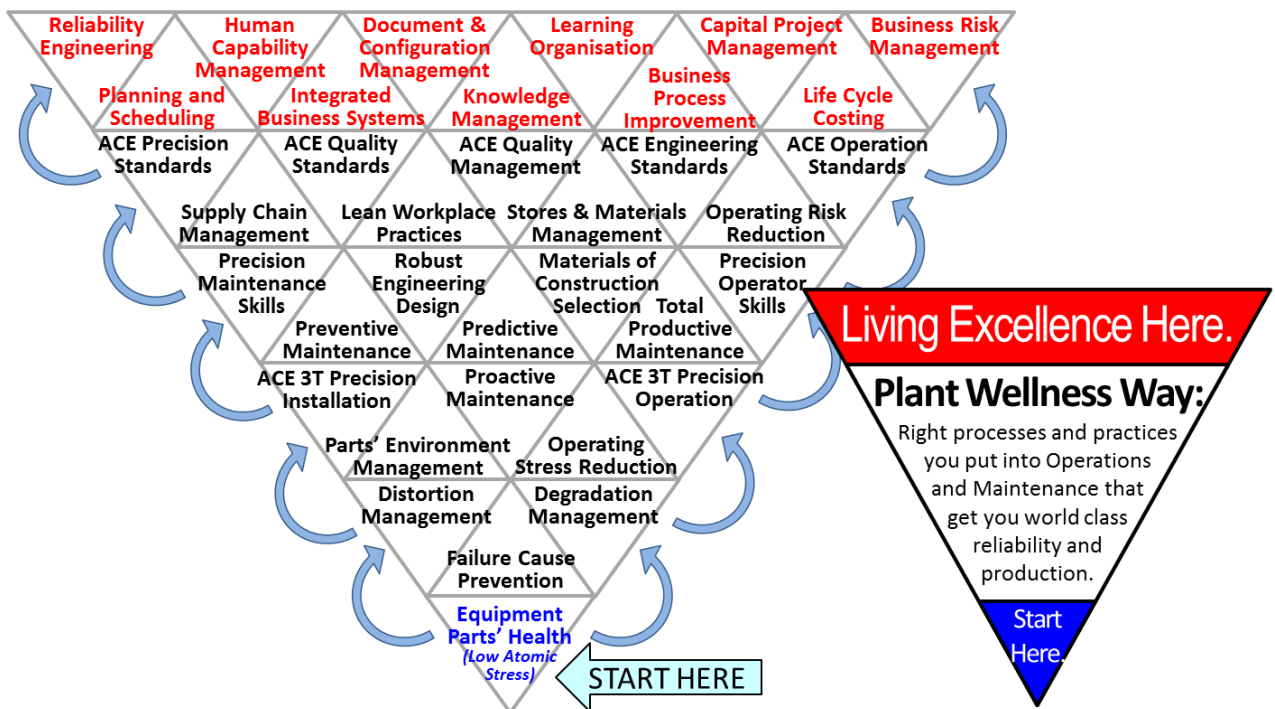 Reliability
Engineering
Human
Capability
Management
Document &
Configuration
Management
Learning
Organisation
Capital Project
Management
Business Risk
Management
Planning and
Scheduling
Integrated
Business Systems
Knowledge
Management
Business
Process
Improvement
Life Cycle
Costing
ACE Precision
Standards
ACE Quality
Standards
ACE Quality
Management
ACE Engineering
Standards
ACE Operation
Standards
Supply Chain
Management
Lean Workplace
Practices
Stores & Materials
Management
Operating Risk
Reduction
Precision
Maintenance
Skills
Robust
Engineering
Design
Materials of
Construction
Selection
Precision
Operator
Skills
Preventive
Maintenance
Predictive
Maintenance
Total
Productive
Maintenance
ACE 3T Precision
Installation
Proactive
Maintenance
ACE 3T Precision
Operation
Parts’ Environment
Management
Operating
Stress Reduction
Distortion
Management
Degradation
Management
Failure Cause
Prevention
Equipment
Parts’ Health
(Low Atomic
Stress)
START HERE
Living Excellence Here.
Plant Wellness Way:
Right processes and practices
you put into Operations
and Maintenance that
get you world class
reliability and
production.
Start
Here.